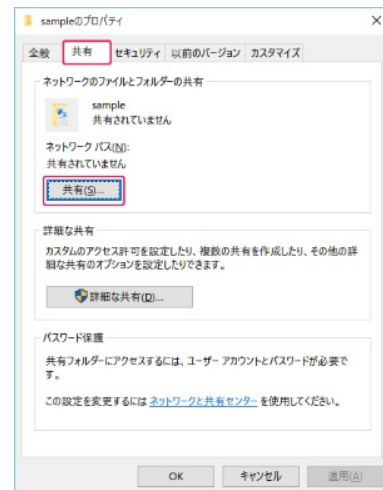 sampleのプロパティ
全般 共有 セキュリティ 以前のバージョン カスタマイズ
ネットワークのファイルとフォルダーの共有
sample
共有されていません
ネットワーク パス(N):
共有されていません
共有(S)...
詳細な共有
カスタムのアクセス許可を設定したり、複数の共有を作成したり、その他の詳
細な共有のオプションを設定したりできます。
詳細な共有(D)...
パスワード保護
共有フォルダーにアクセスするには、ユーザー アカウントとパスワードが必要で
す。
この設定を変更するには ネットワークと共有センター を使用してください。
OK キャンセル 適用(A)